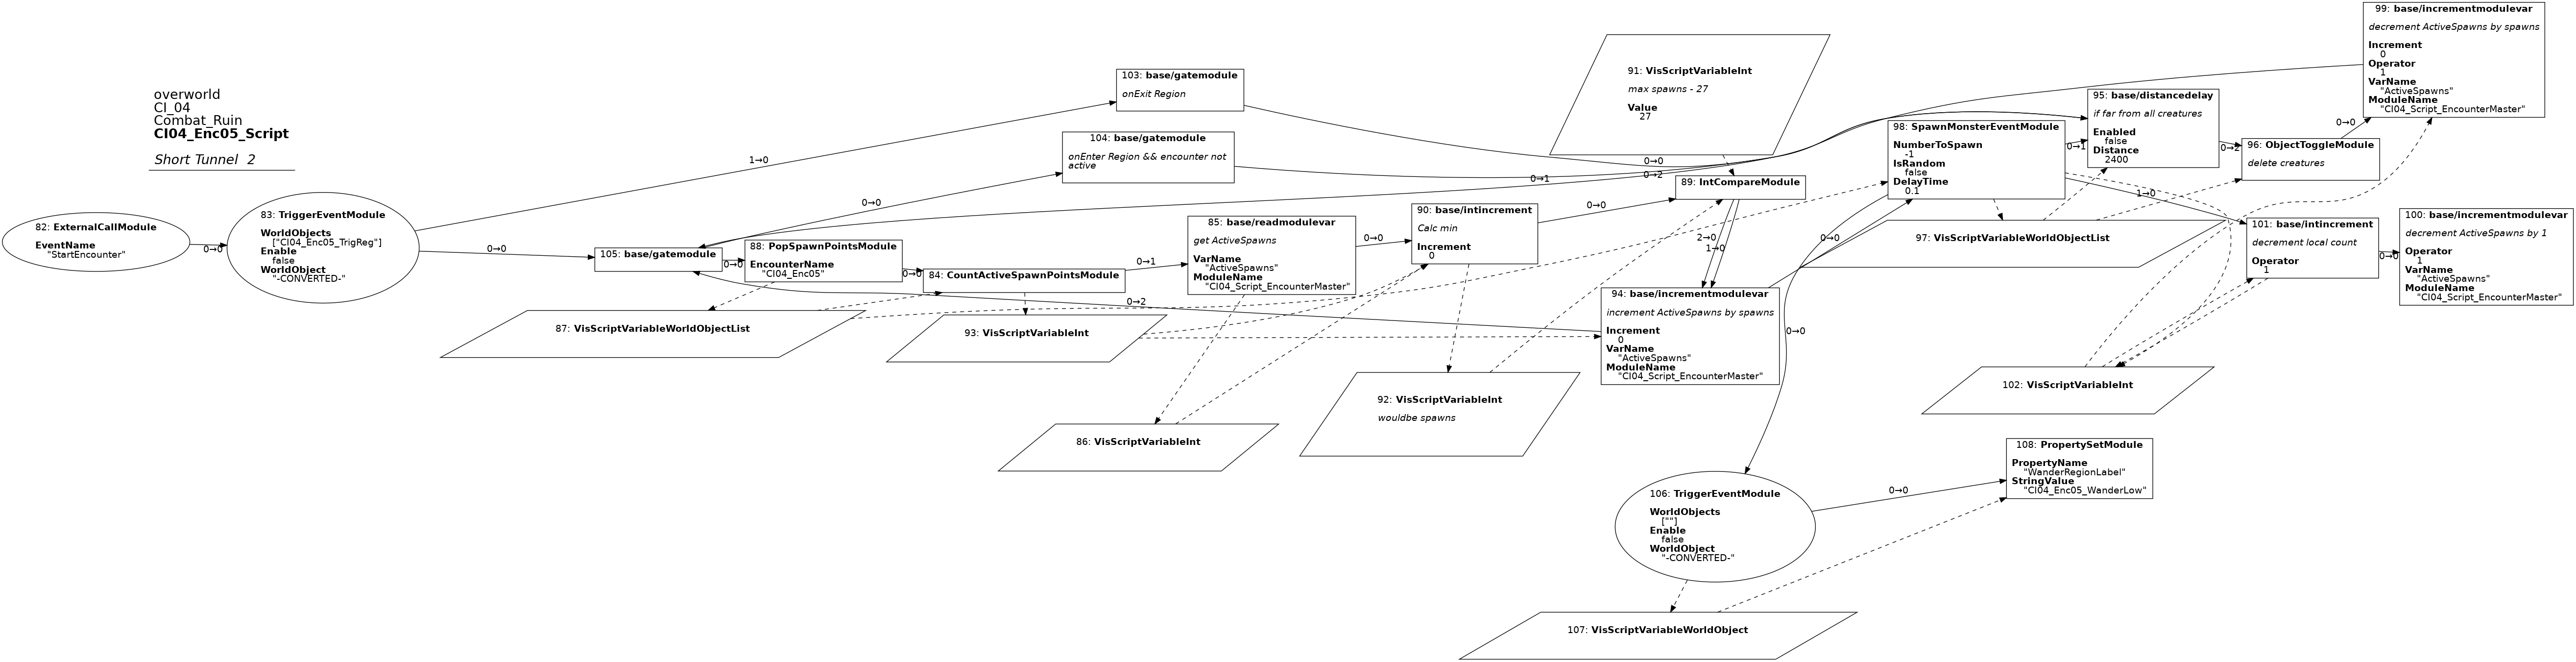 overworld
CI_04
Combat_Ruin
CI04_Enc05_Script
Short Tunnel 2
82: ExternalCallModule
EventName
"StartEncounter"
0→0
83: TriggerEventModule
WorldObjects
["CI04_Enc05_TrigReg"]
Enable
false
WorldObject
"-CONVERTED-"
1→0
0→0
103: base/gatemodule
onExit Region
104: base/gatemodule
onEnter Region && encounter not
active
0→0
105: base/gatemodule
0→0
88: PopSpawnPointsModule
EncounterName
"CI04_Enc05"
0→0
84: CountActiveSpawnPointsModule
0→1
87: VisScriptVariableWorldObjectList
93: VisScriptVariableInt
0→2
85: base/readmodulevar
get ActiveSpawns
VarName
"ActiveSpawns"
ModuleName
"CI04_Script_EncounterMaster"
0→0
86: VisScriptVariableInt
90: base/intincrement
Calc min
Increment
0
0→0
92: VisScriptVariableInt
wouldbe spawns
91: VisScriptVariableInt
max spawns - 27
Value
27
0→0
0→2
0→1
89: IntCompareModule
2→0
1→0
94: base/incrementmodulevar
increment ActiveSpawns by spawns
Increment
0
VarName
"ActiveSpawns"
ModuleName
"CI04_Script_EncounterMaster"
0→0
0→0
98: SpawnMonsterEventModule
NumberToSpawn
-1
IsRandom
false
DelayTime
0.1
0→1
1→0
97: VisScriptVariableWorldObjectList
95: base/distancedelay
if far from all creatures
Enabled
false
Distance
2400
0→2
96: ObjectToggleModule
delete creatures
0→0
99: base/incrementmodulevar
decrement ActiveSpawns by spawns
Increment
0
Operator
1
VarName
"ActiveSpawns"
ModuleName
"CI04_Script_EncounterMaster"
101: base/intincrement
decrement local count
Operator
1
0→0
100: base/incrementmodulevar
decrement ActiveSpawns by 1
Operator
1
VarName
"ActiveSpawns"
ModuleName
"CI04_Script_EncounterMaster"
102: VisScriptVariableInt
106: TriggerEventModule
WorldObjects
[""]
Enable
false
WorldObject
"-CONVERTED-"
0→0
108: PropertySetModule
PropertyName
"WanderRegionLabel"
StringValue
"CI04_Enc05_WanderLow"
107: VisScriptVariableWorldObject